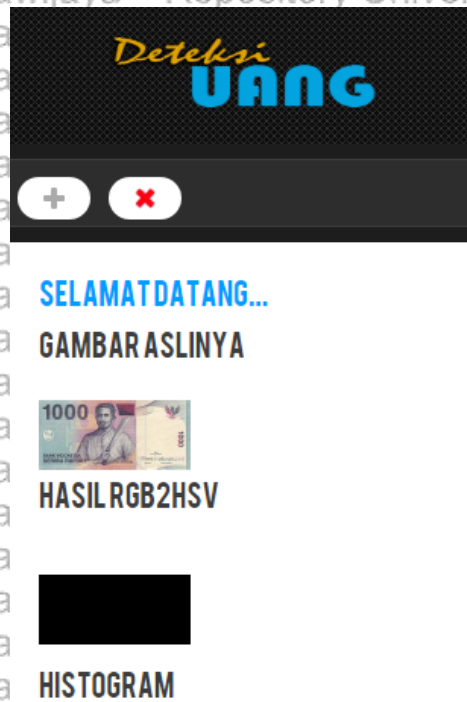 Deteksi
UANG
SELAMAT DATANG...
GAMBAR ASLINYA
1000
HASIL RGB2HSV
HISTOGRAM